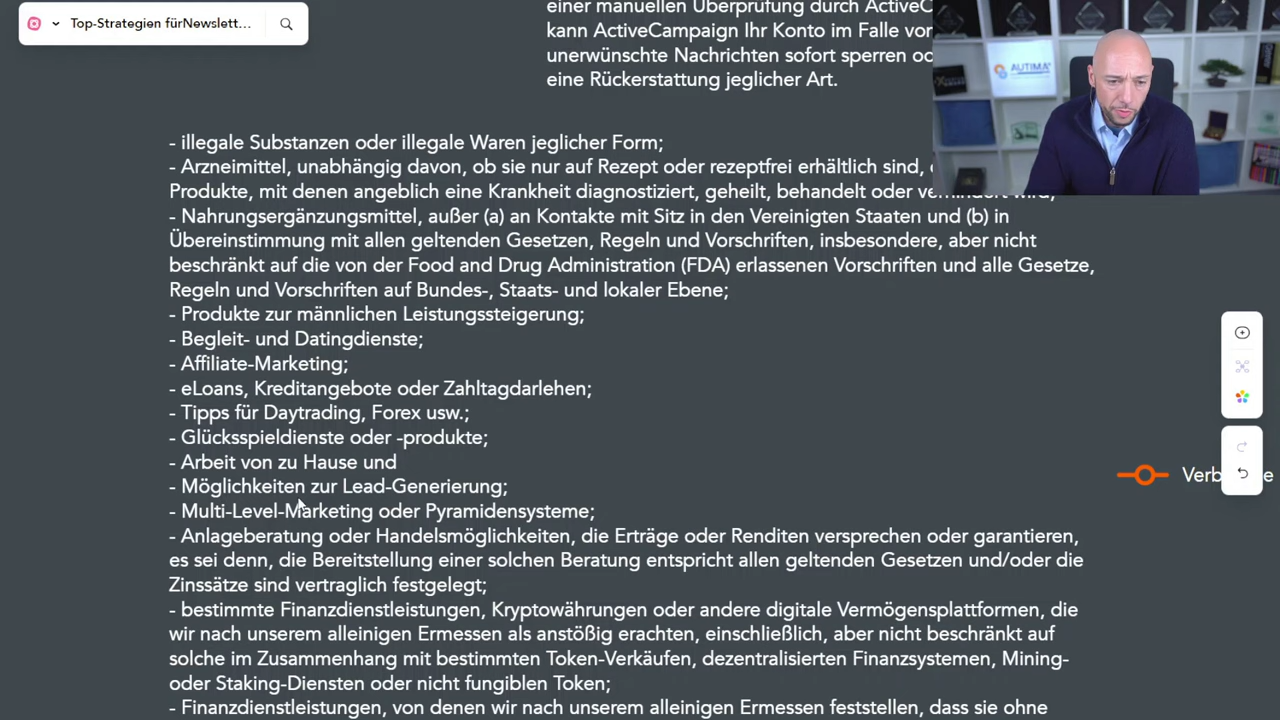 Top-Strategien fürNewslett...
einer manuellen Überprüfung durch ActiveC
kann ActiveCampaign Ihr Konto im Falle vo
unerwünschte Nachrichten sofort sperren
eine Rückerstattung jeglicher Art.
AUTIMA
- illegale Substanzen oder illegale Waren jeglicher Form;
- Arzneimittel, unabhängig davon, ob sie nur auf Rezept oder rezeptfrei erhältlich sind,
Produkte, mit denen angeblich eine Krankheit diagnostiziert, geheilt, behandelt oder verhindert wird;
- Nahrungsergänzungsmittel, außer (a) an Kontakte mit Sitz in den Vereinigten Staaten und (b) in
Übereinstimmung mit allen geltenden Gesetzen, Regeln und Vorschriften, insbesondere, aber nicht
beschränkt auf die von der Food and Drug Administration (FDA) erlassenen Vorschriften und alle Gesetze,
Regeln und Vorschriften auf Bundes-, Staats- und lokaler Ebene;
- Produkte zur männlichen Leistungssteigerung;
- Begleit- und Datingdienste;
- Affiliate-Marketing;
- eLoans, Kreditangebote oder Zahltagdarlehen;
- Tipps für Daytrading, Forex usw.;
- Glücksspieldienste oder -produkte;
- Arbeit von zu Hause und
- Möglichkeiten zur Lead-Generierung;
- Multi-Level-Marketing oder Pyramidensysteme;
- Anlageberatung oder Handelsmöglichkeiten, die Erträge oder Renditen versprechen oder garantieren,
es sei denn, die Bereitstellung einer solchen Beratung entspricht allen geltenden Gesetzen und/oder die
Zinssätze sind vertraglich festgelegt;
- bestimmte Finanzdienstleistungen, Kryptowährungen oder andere digitale Vermögensplattformen, die
wir nach unserem alleinigen Ermessen als anstößig erachten, einschließlich, aber nicht beschränkt auf
solche im Zusammenhang mit bestimmten Token-Verkäufen, dezentralisierten Finanzsystemen, Mining-
oder Staking-Diensten oder nicht fungiblen Token;
- Finanzdienstleistungen, von denen wir nach unserem alleinigen Ermessen feststellen, dass sie ohne